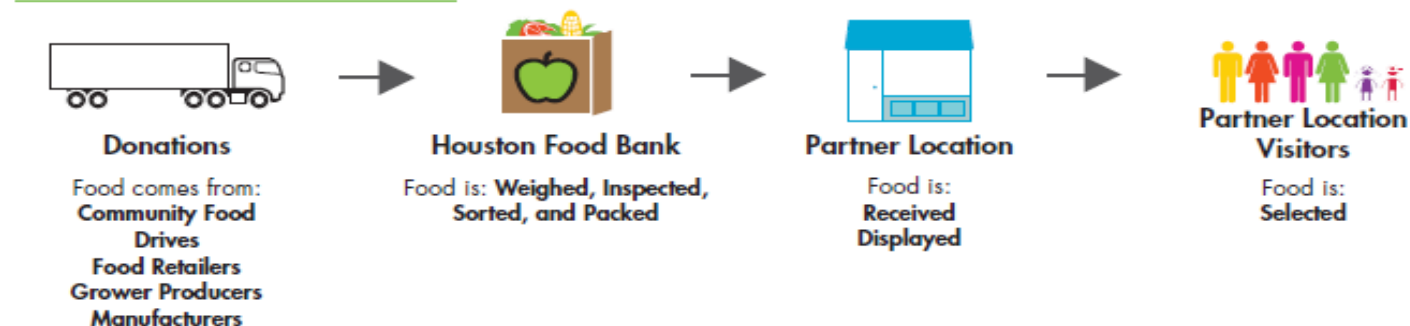 Donations
Food comes from:
Community Food
Drives
Food Retailers
Grower Producers
Manufacturers
Houston Food Bank
Food is: Weighed, Inspected,
Sorted, and Packed
Partner Location
Food is:
Received
Displayed
Partner Location
Visitors
Food is:
Selected